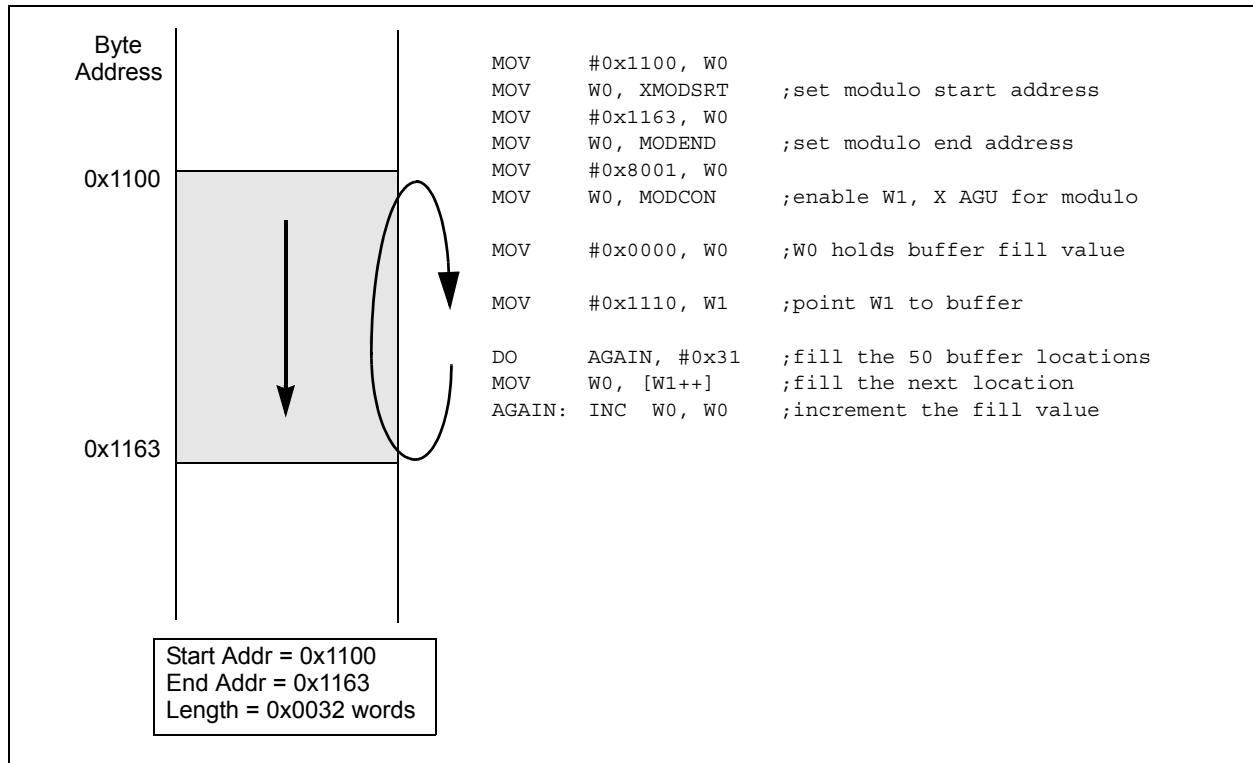 Byte
Address
0x1100
0x1163
MOV #0x1100, W0
MOV W0, XMODSRT ;set modulo start address
MOV #0x1163, W0
MOV W0, MODEND ;set modulo end address
MOV #0x8001, W0
MOV W0, MODCON ;enable W1, X AGU for modulo
MOV #0x0000, W0 ;W0 holds buffer fill value
MOV #0x1110, W1 ;point W1 to buffer
DO AGAIN, #0x31 ;fill the 50 buffer locations
MOV W0, [W1++] ;fill the next location
AGAIN: INC W0, W0 ;increment the fill value
Start Addr = 0x1100
End Addr = 0x1163
Length = 0x0032 words